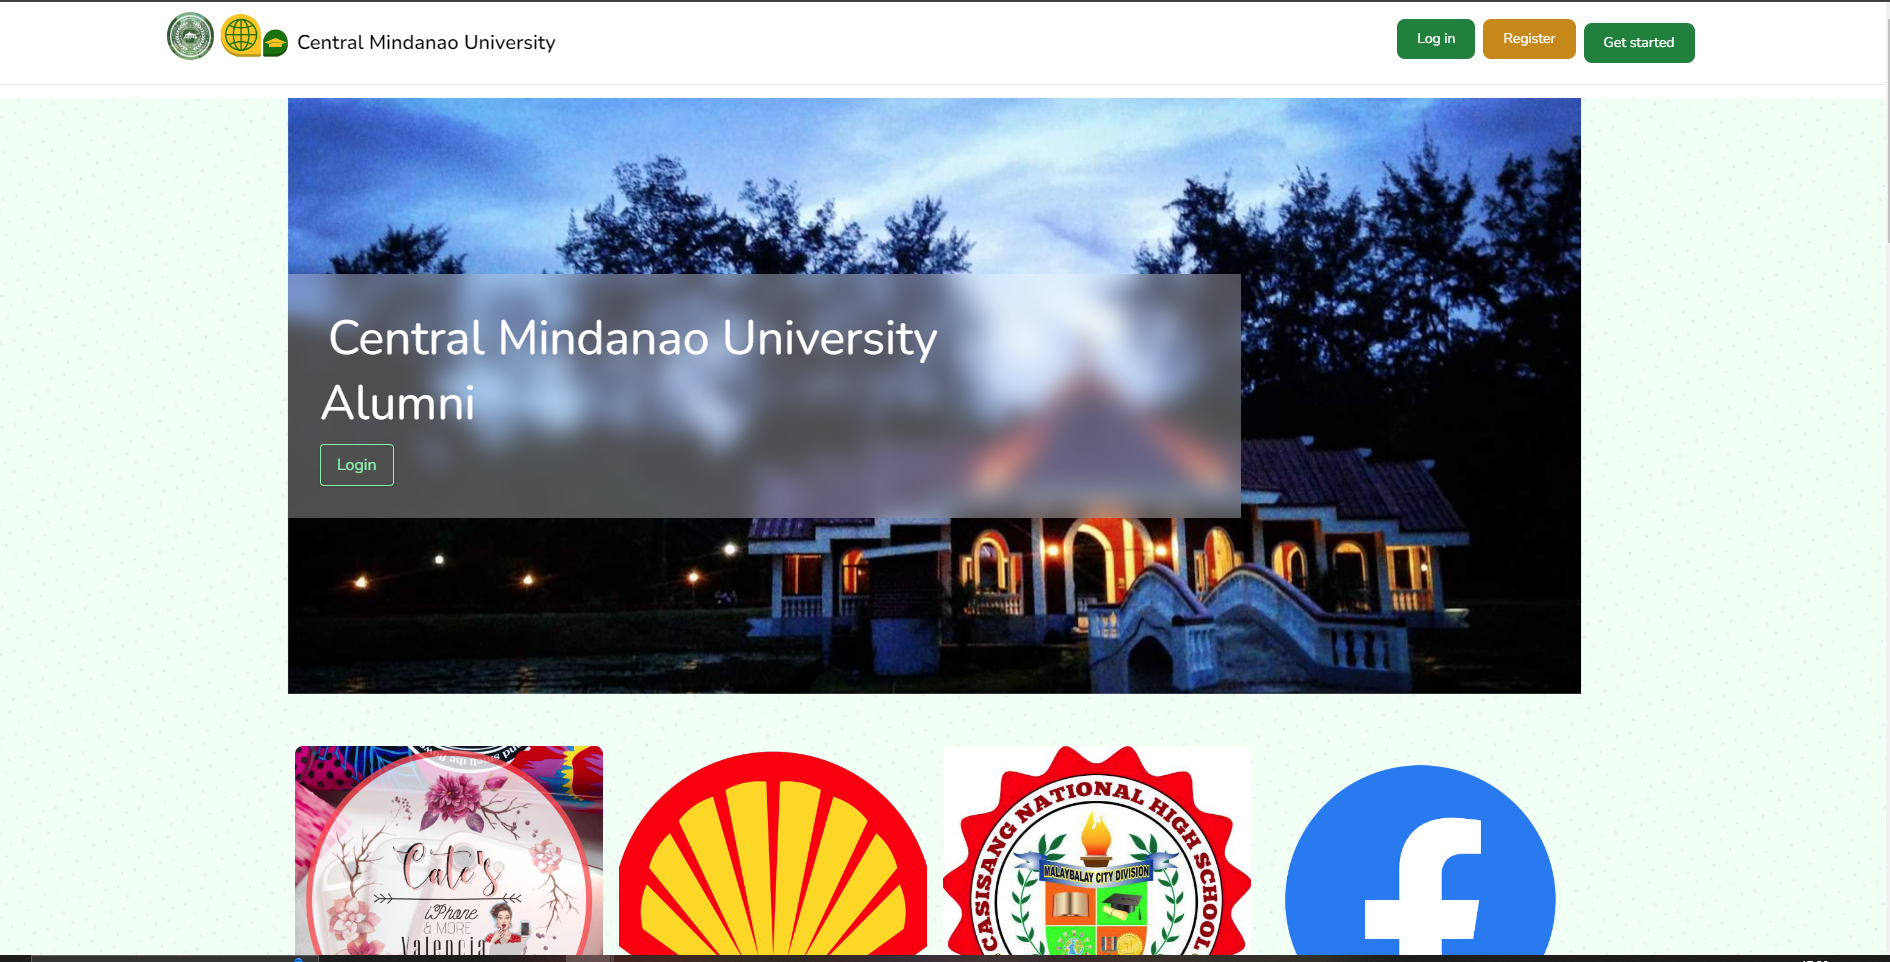 Central Mindanao University
Log in
Register
Get started
Central Mindanao University
Alumni
Login
Cate's
iPhone
& MORE
Valencia
CASISANG NATIONAL HIGH SCHOOL
MALAYBALAY CITY DIVISION